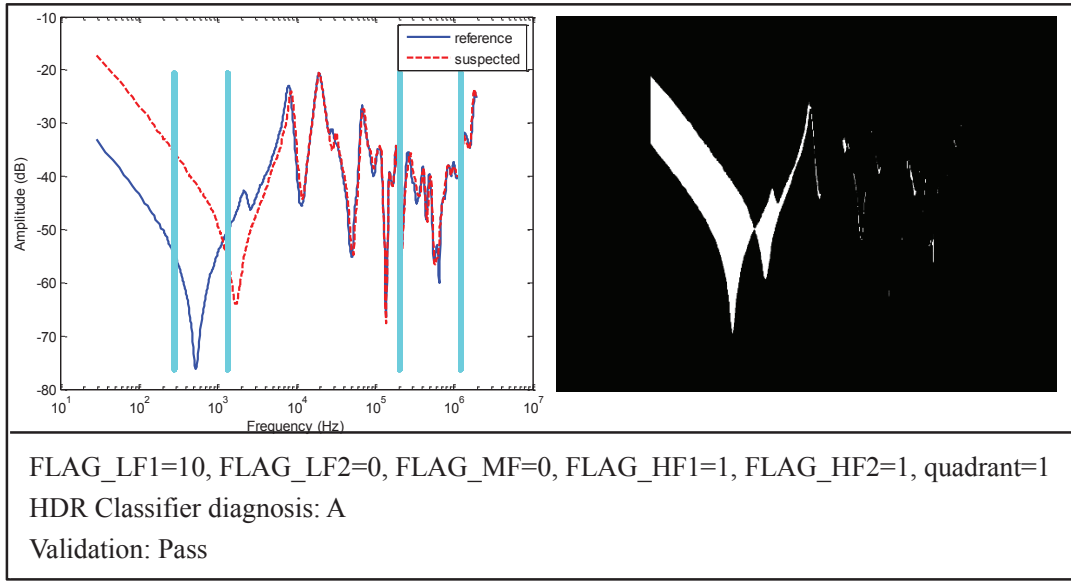 -10
-20
-30
-40
-50
-60
-70
-80
Amplitude (dB)
reference
suspected
10^1 10^2 10^3 10^4 10^5 10^6 10^7
Frequency (Hz)
FLAG_LF1=10, FLAG_LF2=0, FLAG_MF=0, FLAG_HF1=1, FLAG_HF2=1, quadrant=1
HDR Classifier diagnosis: A
Validation: Pass